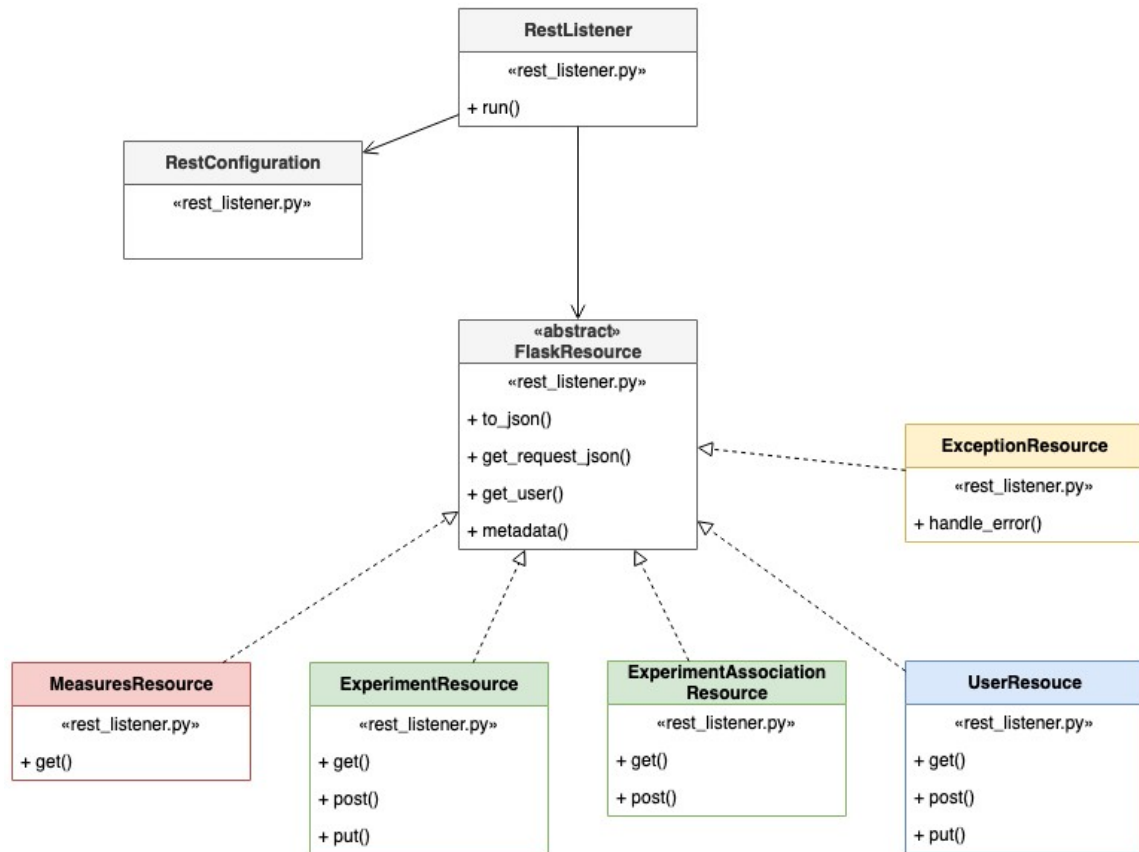 RestListener
«rest_listener.py»
+ run()
RestConfiguration
«rest_listener.py»
«abstract»
FlaskResource
«rest_listener.py»
+ to_json()
+ get_request_json()
+ get_user()
+ metadata()
ExceptionResource
«rest_listener.py»
+ handle_error()
MeasuresResource
«rest_listener.py»
+ get()
ExperimentResource
«rest_listener.py»
+ get()
+ post()
+ put()
ExperimentAssociation
Resource
«rest_listener.py»
+ get()
+ post()
UserResouce
«rest_listener.py»
+ get()
+ post()
+ put()